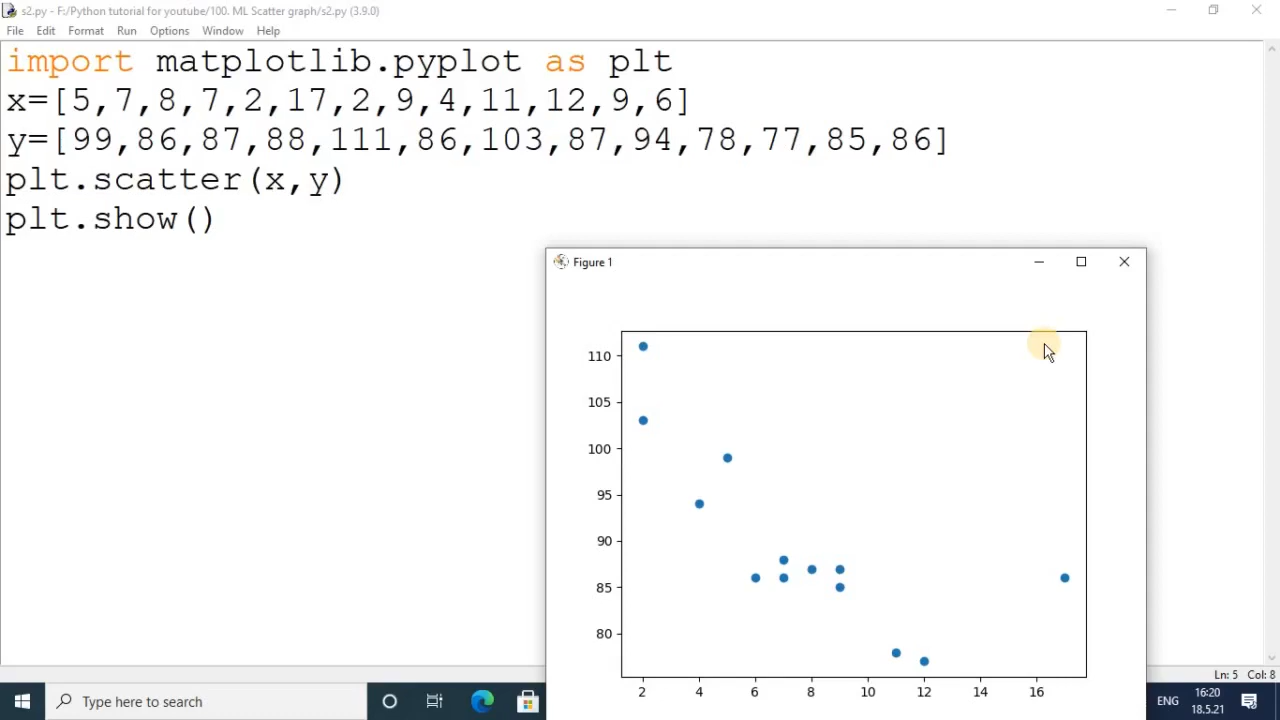 s2.py - F:/Python tutorial for youtube/100. ML Scatter graph/s2.py (3.9.0)
File Edit Format Run Options Window Help
import matplotlib.pyplot as plt
x=[5,7,8,7,2,17,2,9,4,11,12,9,6]
y=[99,86,87,88,111,86,103,87,94,78,77,85,86]
plt.scatter(x,y)
plt.show()
Figure 1
110
105
100
95
90
85
80
2 4 6 8 10 12 14 16
Ln: 5 Col: 8
Type here to search
ENG
16:20
18.5.21